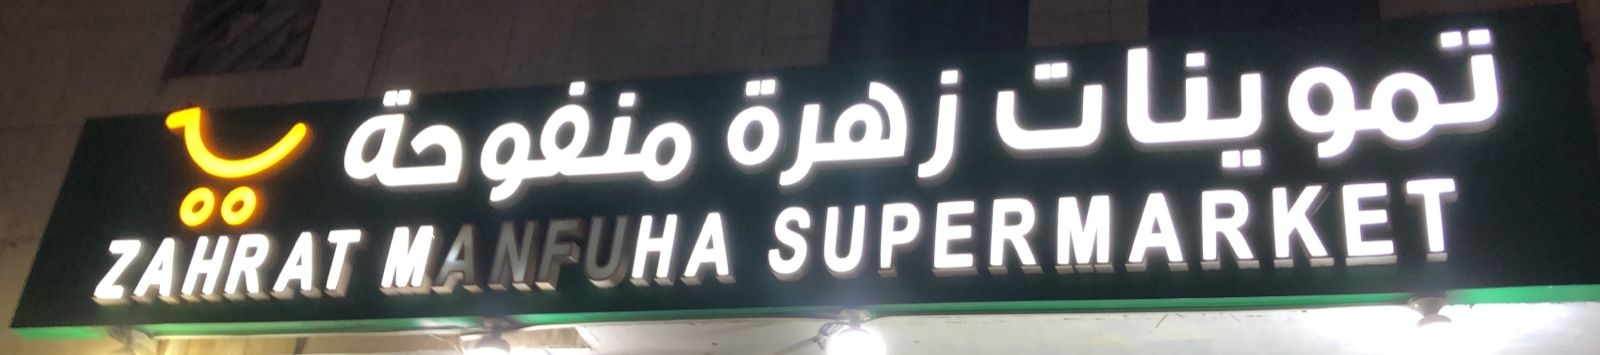 تموينات زهرة منفوحة
ZAHRAT MANFUHA SUPERMARKET